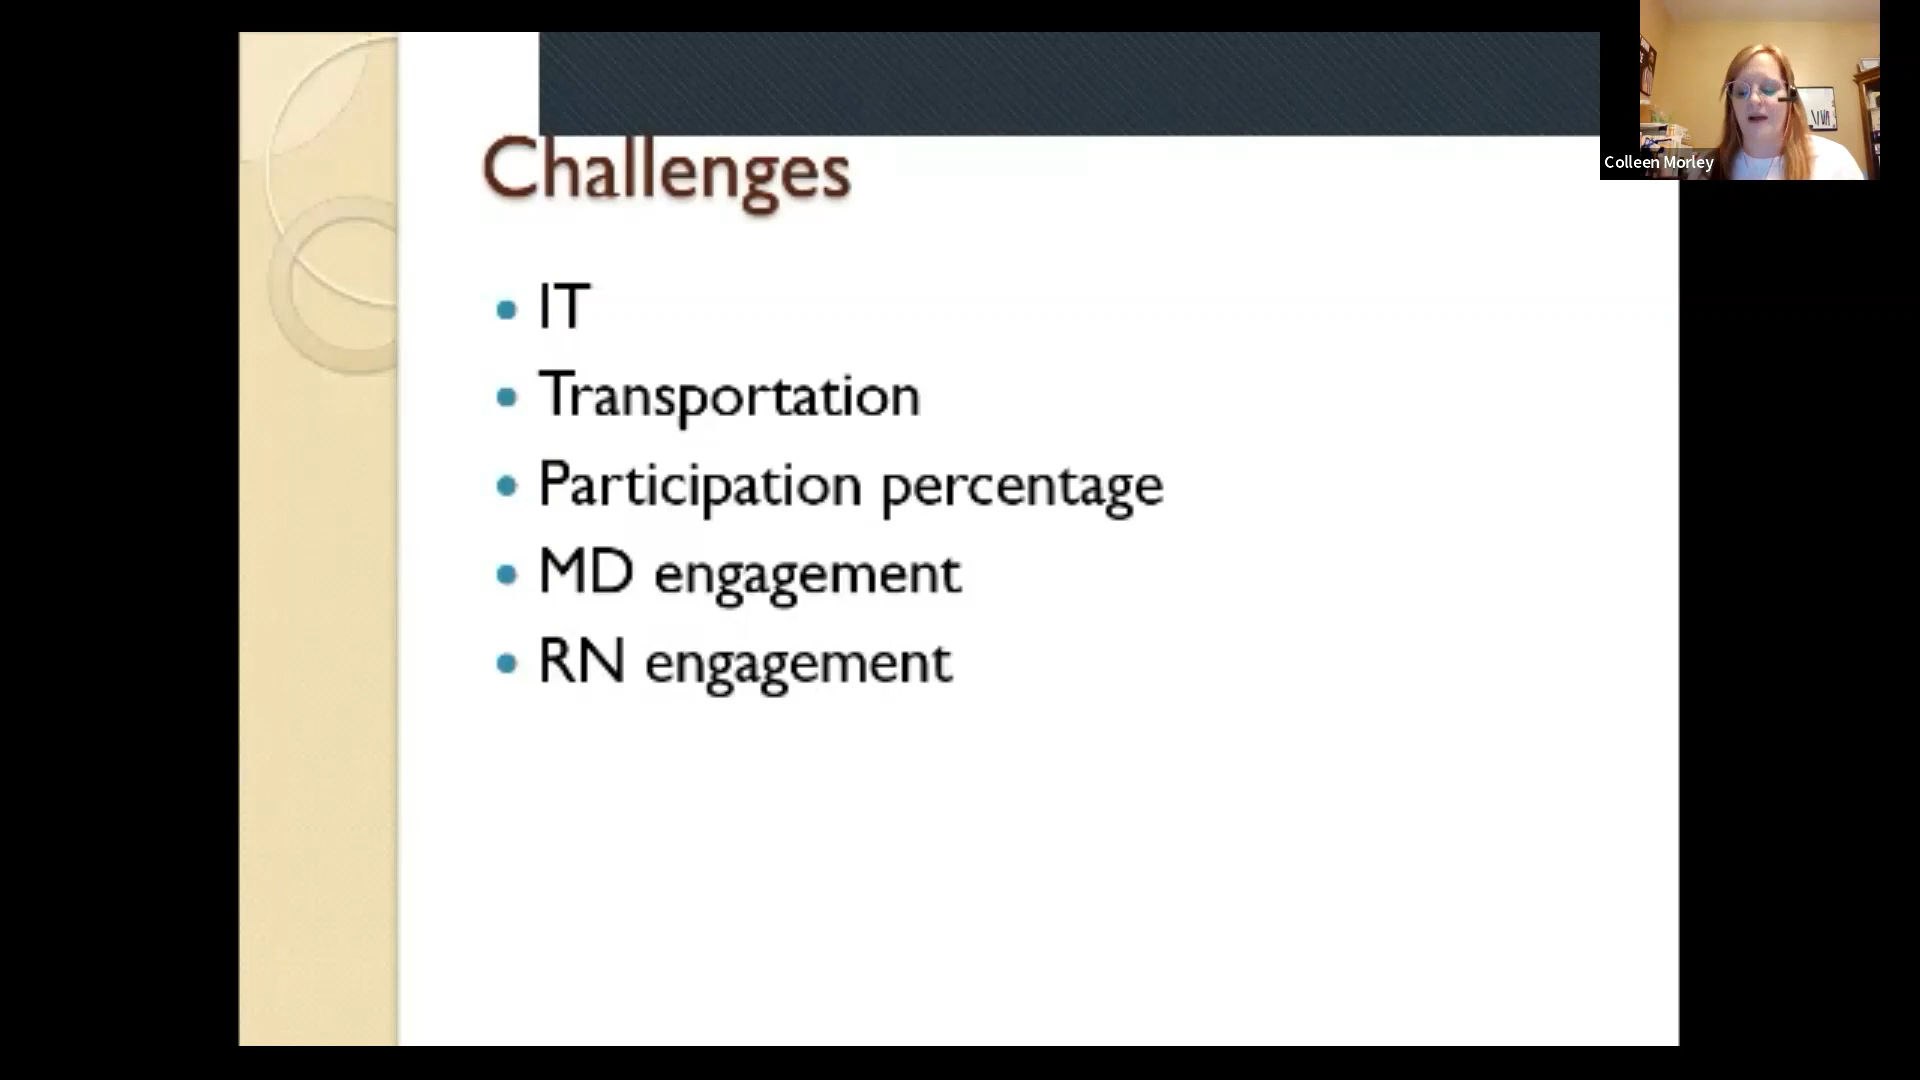 Challenges
IT
Transportation
Participation percentage
MD engagement
RN engagement
Colleen Morley